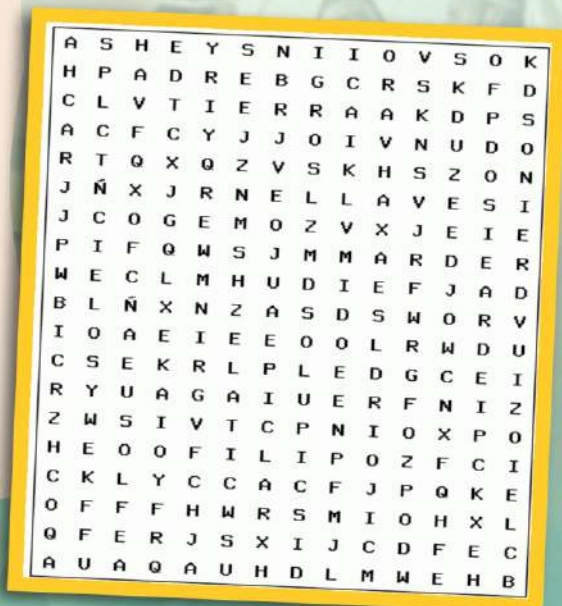 A S H E Y S N I I O V S O K
H P A D R E B G C R S K F D
C L V T I E R R A A K D P S
A C F C Y J J O I V N U D O
R T Q X Q Z V S K H S Z O N
J Ñ X J R N E L L A V E S I
J C O G E M O Z V X J E I E
P I F Q W S J M M A R D E R
W E C L M H U D I E F J A D
B L Ñ X N Z A S D S W O R V
I O A E I E E O O L R W D U
C S E K R L P L E D G C E I
R Y U A G A I U E R F N I Z
Z W S I V T C P N I O X P O
H E O O F I L I P O Z F C I
C K L Y C C A C F J P Q K E
O F F F H W R S M I O H X L
Q F E R J S X I J C D F E C
A U A Q A U H D L M W E H B